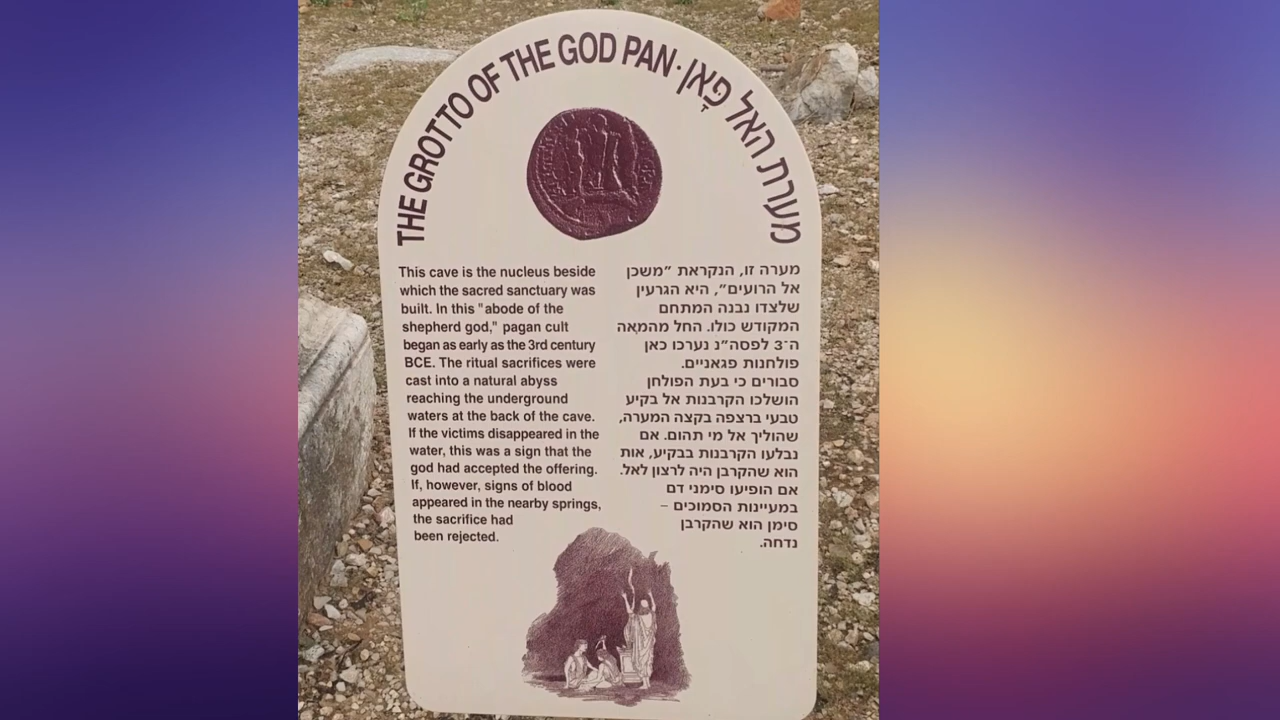 THE GROTTO OF THE GOD PAN · מערת האל פָּאן
This cave is the nucleus beside
which the sacred sanctuary was
built. In this "abode of the
shepherd god," pagan cult
began as early as the 3rd century
BCE. The ritual sacrifices were
cast into a natural abyss
reaching the underground
waters at the back of the cave.
If the victims disappeared in the
water, this was a sign that the
god had accepted the offering.
If, however, signs of blood
appeared in the nearby springs,
the sacrifice had
been rejected.
מערה זו, הנקראת "משכן
אל הרועים", היא הגרעין
שלצדו נבנה המתחם
המקודש כולו. החל מהמאָה
ה־3 לפסה"נ נערכו כאן
פולחנות פגאניים.
סבורים כי בעת הפולחן
הושלכו הקרבנות אל בקיע
טבעי ברצפה בקצה המערה,
שהוליך אל מי תהום. אם
נבלעו הקרבנות בבקיע, אות
הוא שהקרבן היה לרצון לאל.
אם הופיעו סימני דם
במעיינות הסמוכים –
סימן הוא שהקרבן
נדחה.